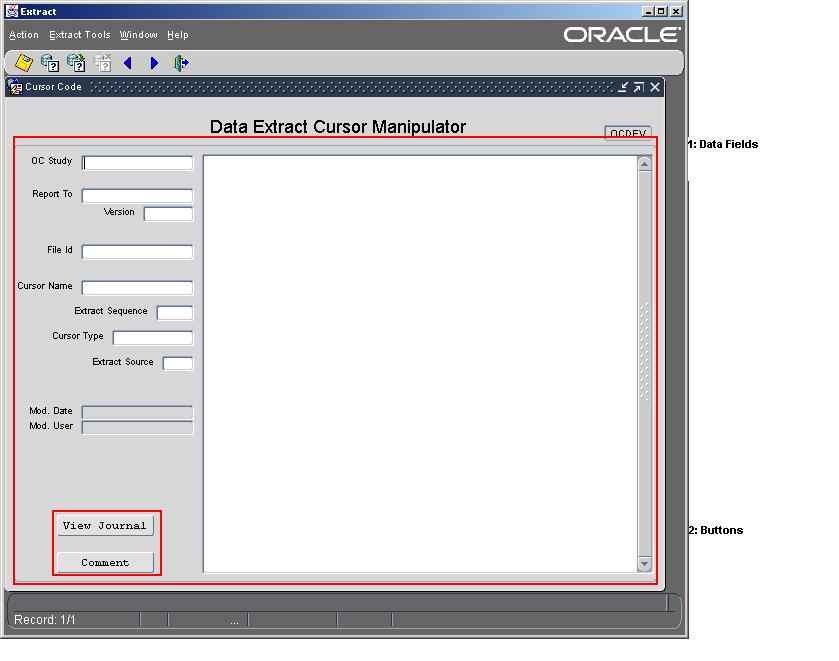 Extract
Action Extract Tools Window Help
ORACLE
Cursor Code
Data Extract Cursor Manipulator
OCDEV
1: Data Fields
OC Study
Report To
Version
File Id
Cursor Name
Extract Sequence
Cursor Type
Extract Source
Mod. Date
Mod. User
View Journal
2: Buttons
Comment
Record: 1/1
...